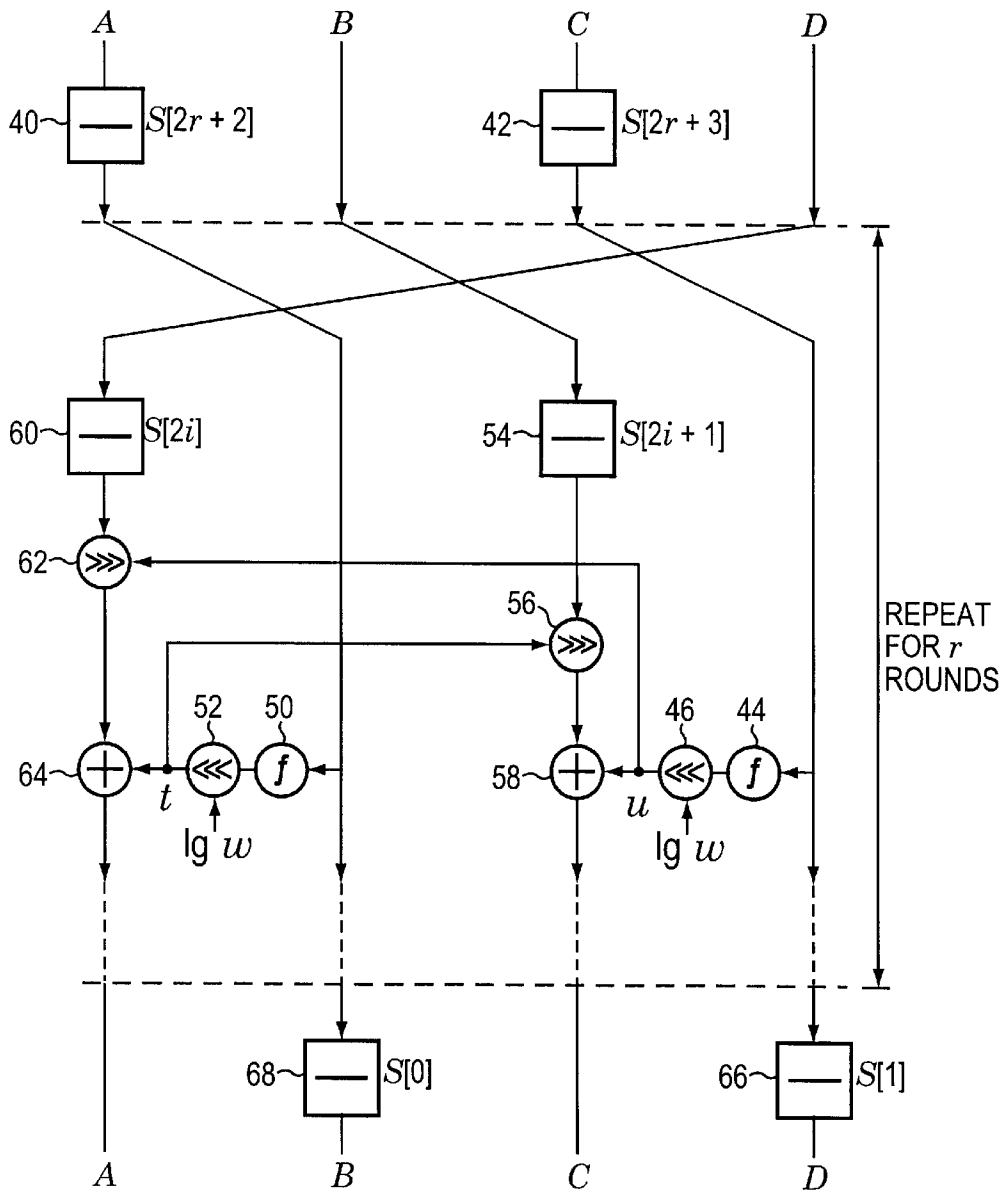 A B C D
40 S[2r + 2] 42 S[2r + 3]
60 S[2i] 54 S[2i + 1]
62 >>>
56 >>>
REPEAT
FOR r
ROUNDS
52 50 46 44
64 + <<< f 58 + <<< f
t u
lg w lg w
68 S[0] 66 S[1]
A B C D